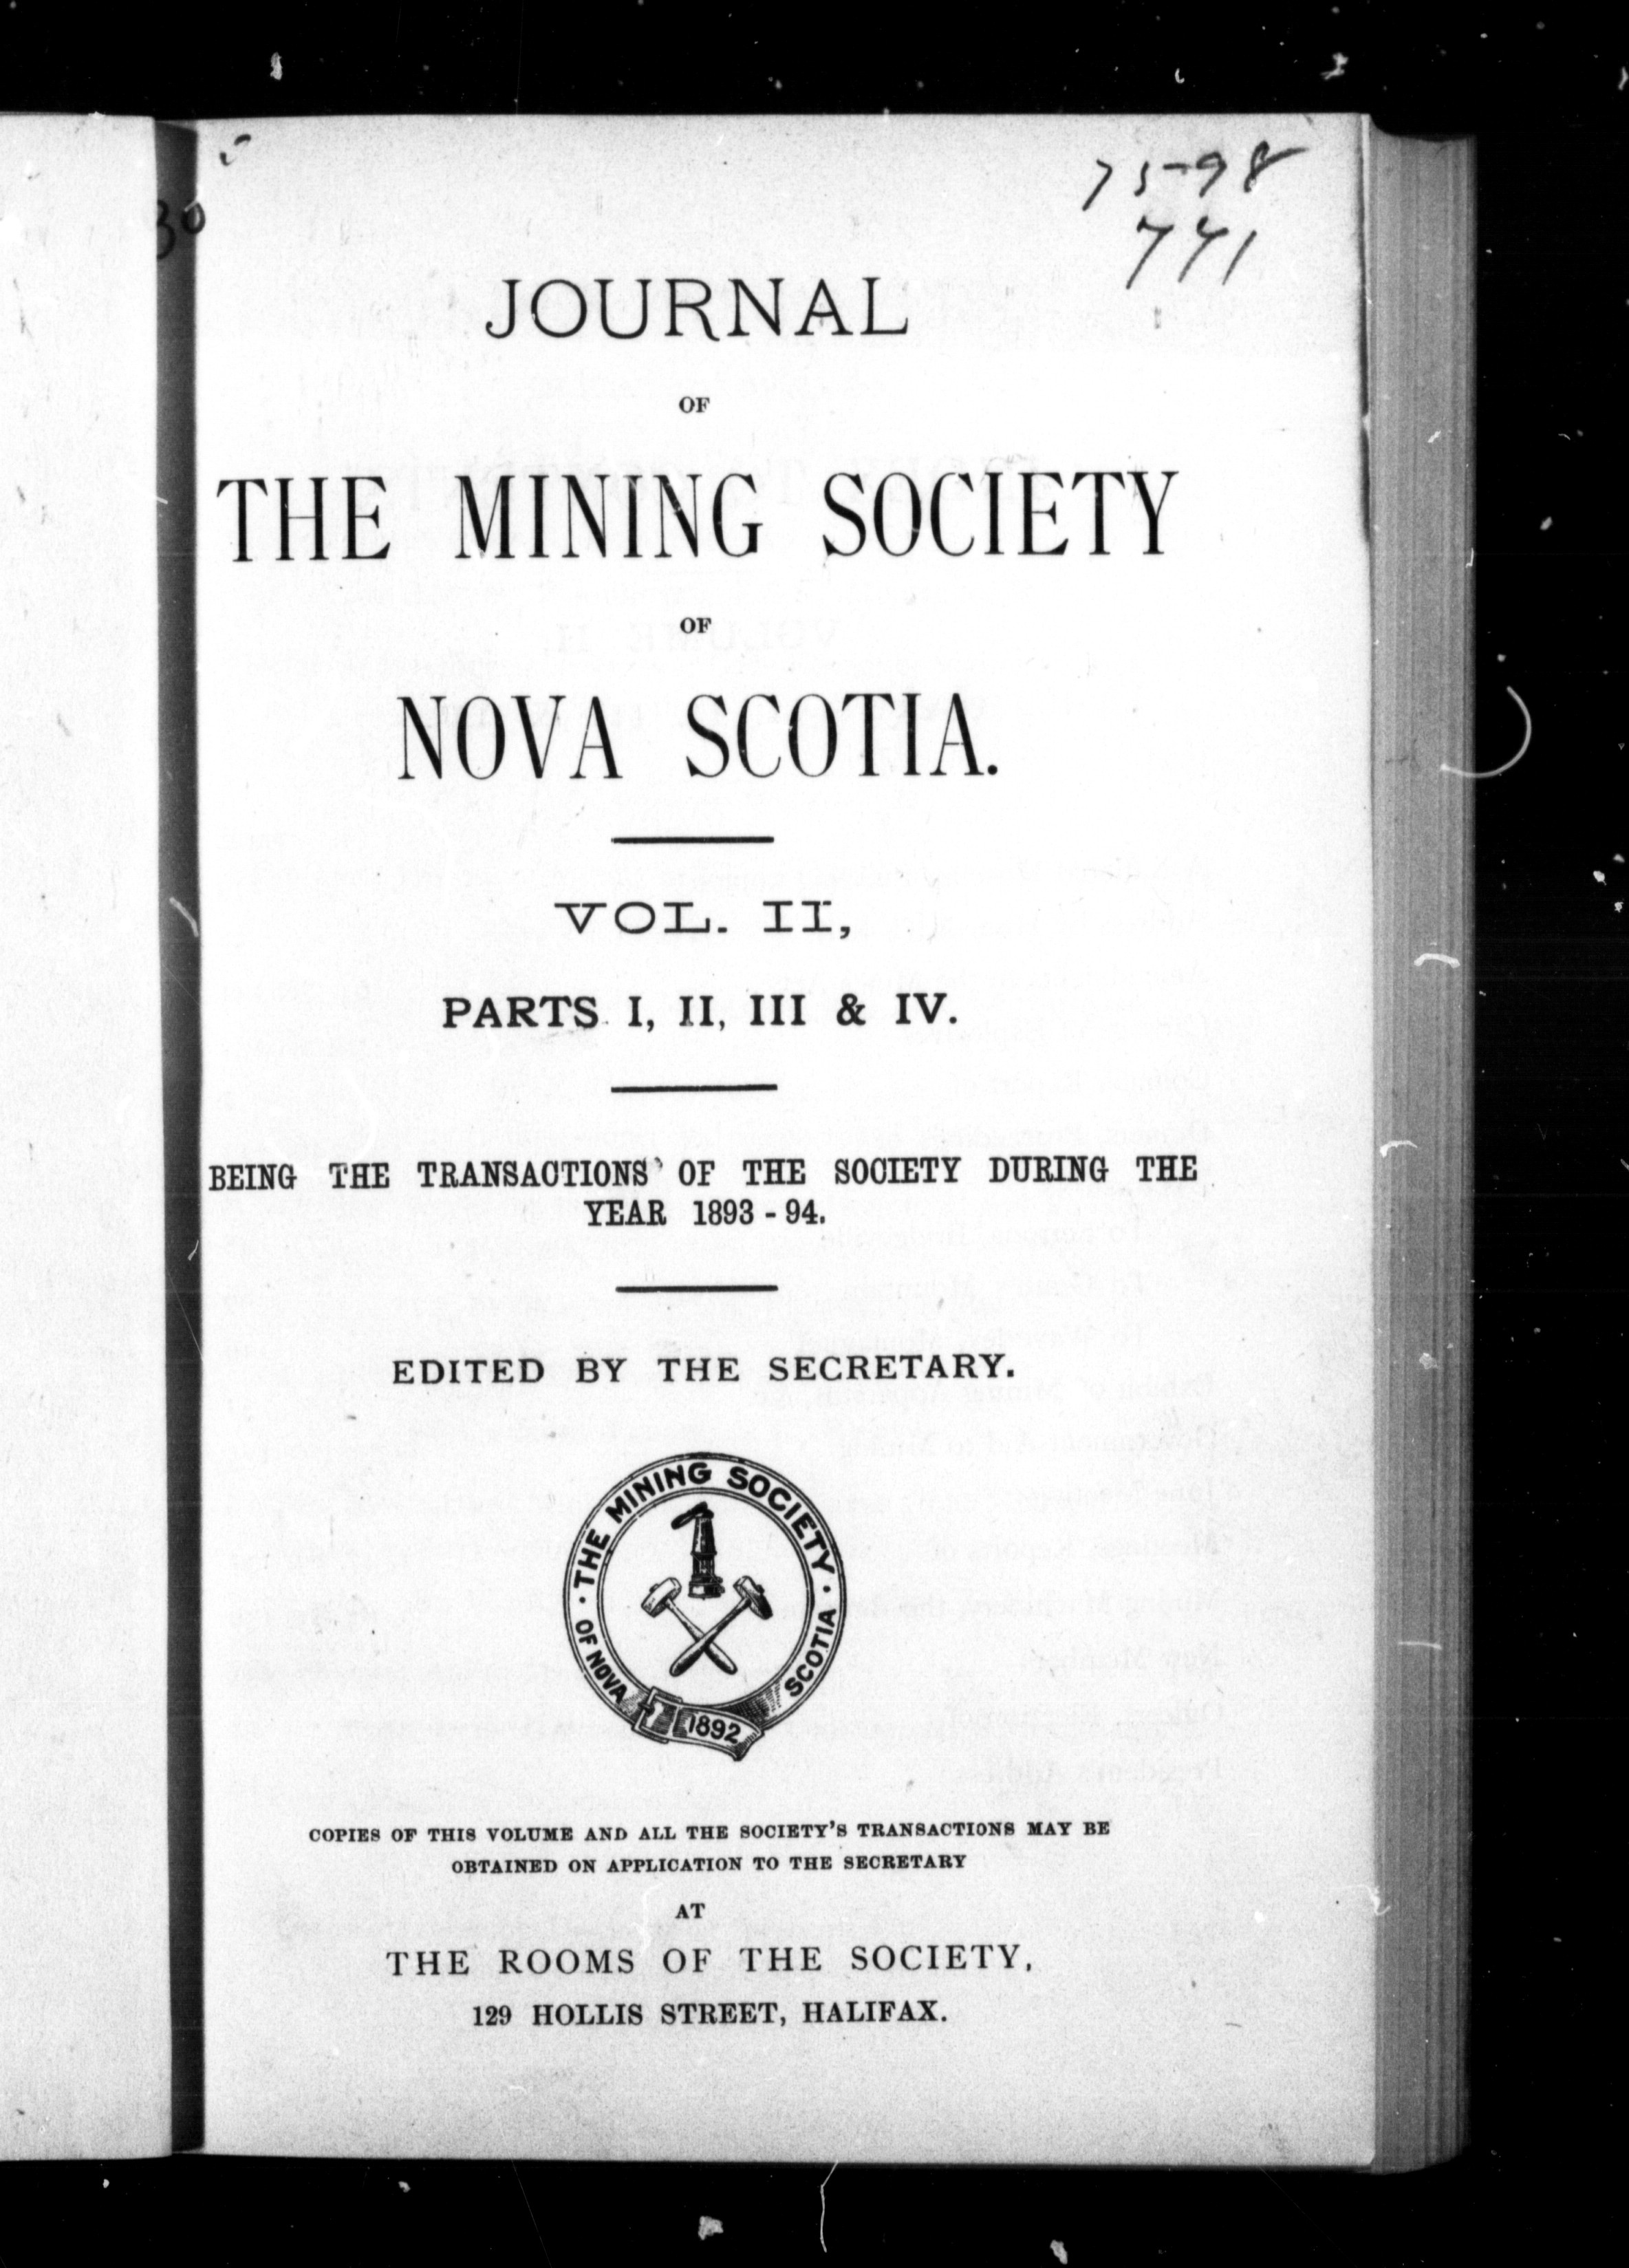 30
75-98
771
JOURNAL
OF
THE MINING SOCIETY
OF
NOVA SCOTIA.
VOL. II,
PARTS I, II, III & IV.
BEING THE TRANSACTIONS OF THE SOCIETY DURING THE
YEAR 1893-94.
EDITED BY THE SECRETARY.
· THE MINING SOCIETY ·
OF NOVA SCOTIA
1892
COPIES OF THIS VOLUME AND ALL THE SOCIETY'S TRANSACTIONS MAY BE
OBTAINED ON APPLICATION TO THE SECRETARY
AT
THE ROOMS OF THE SOCIETY,
129 HOLLIS STREET, HALIFAX.